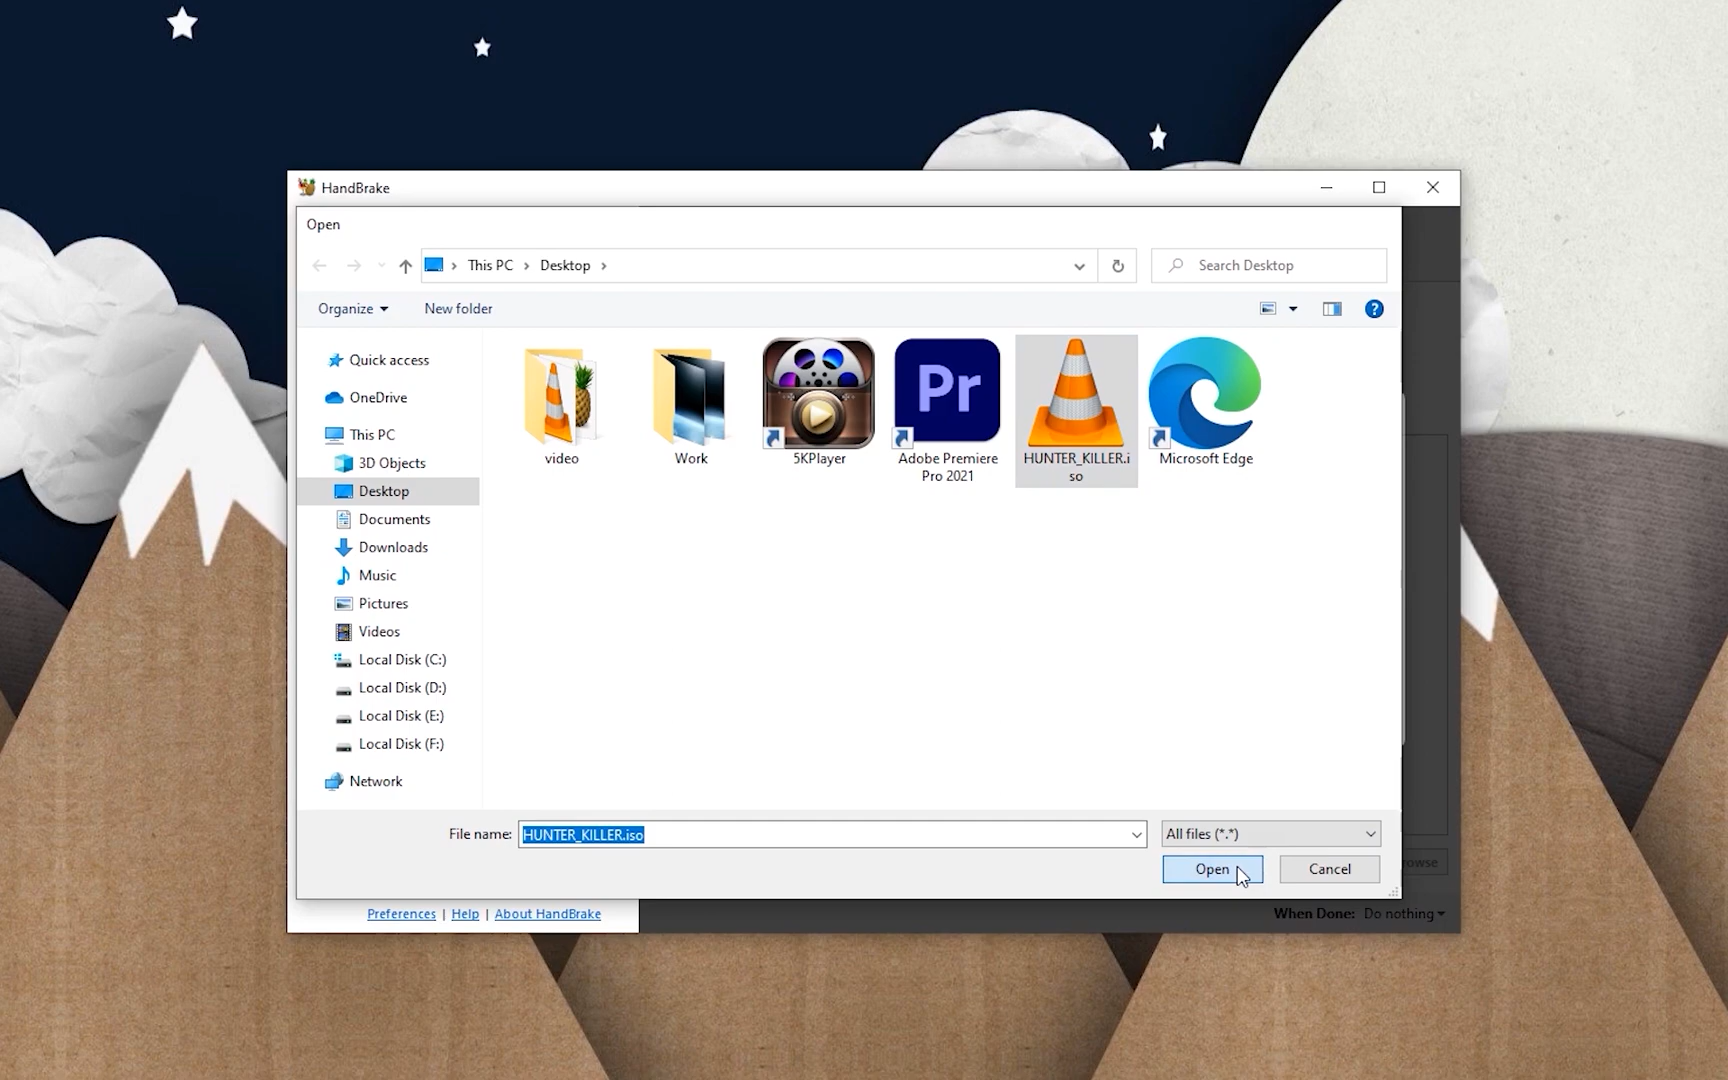 HandBrake
Open
This PC
Desktop
Search Desktop
Organize
New folder
Quick access
OneDrive
This PC
3D Objects
Desktop
Documents
Downloads
Music
Pictures
Videos
Local Disk (C:)
Local Disk (D:)
Local Disk (E:)
Local Disk (F:)
Network
video
Work
5KPlayer
Pr
Adobe Premiere
Pro 2021
HUNTER_KILLER.i
so
Microsoft Edge
File name: HUNTER_KILLER.iso
All files (*.*)
Open
Cancel
rowse
Preferences | Help | About HandBrake
When Done: Do nothing